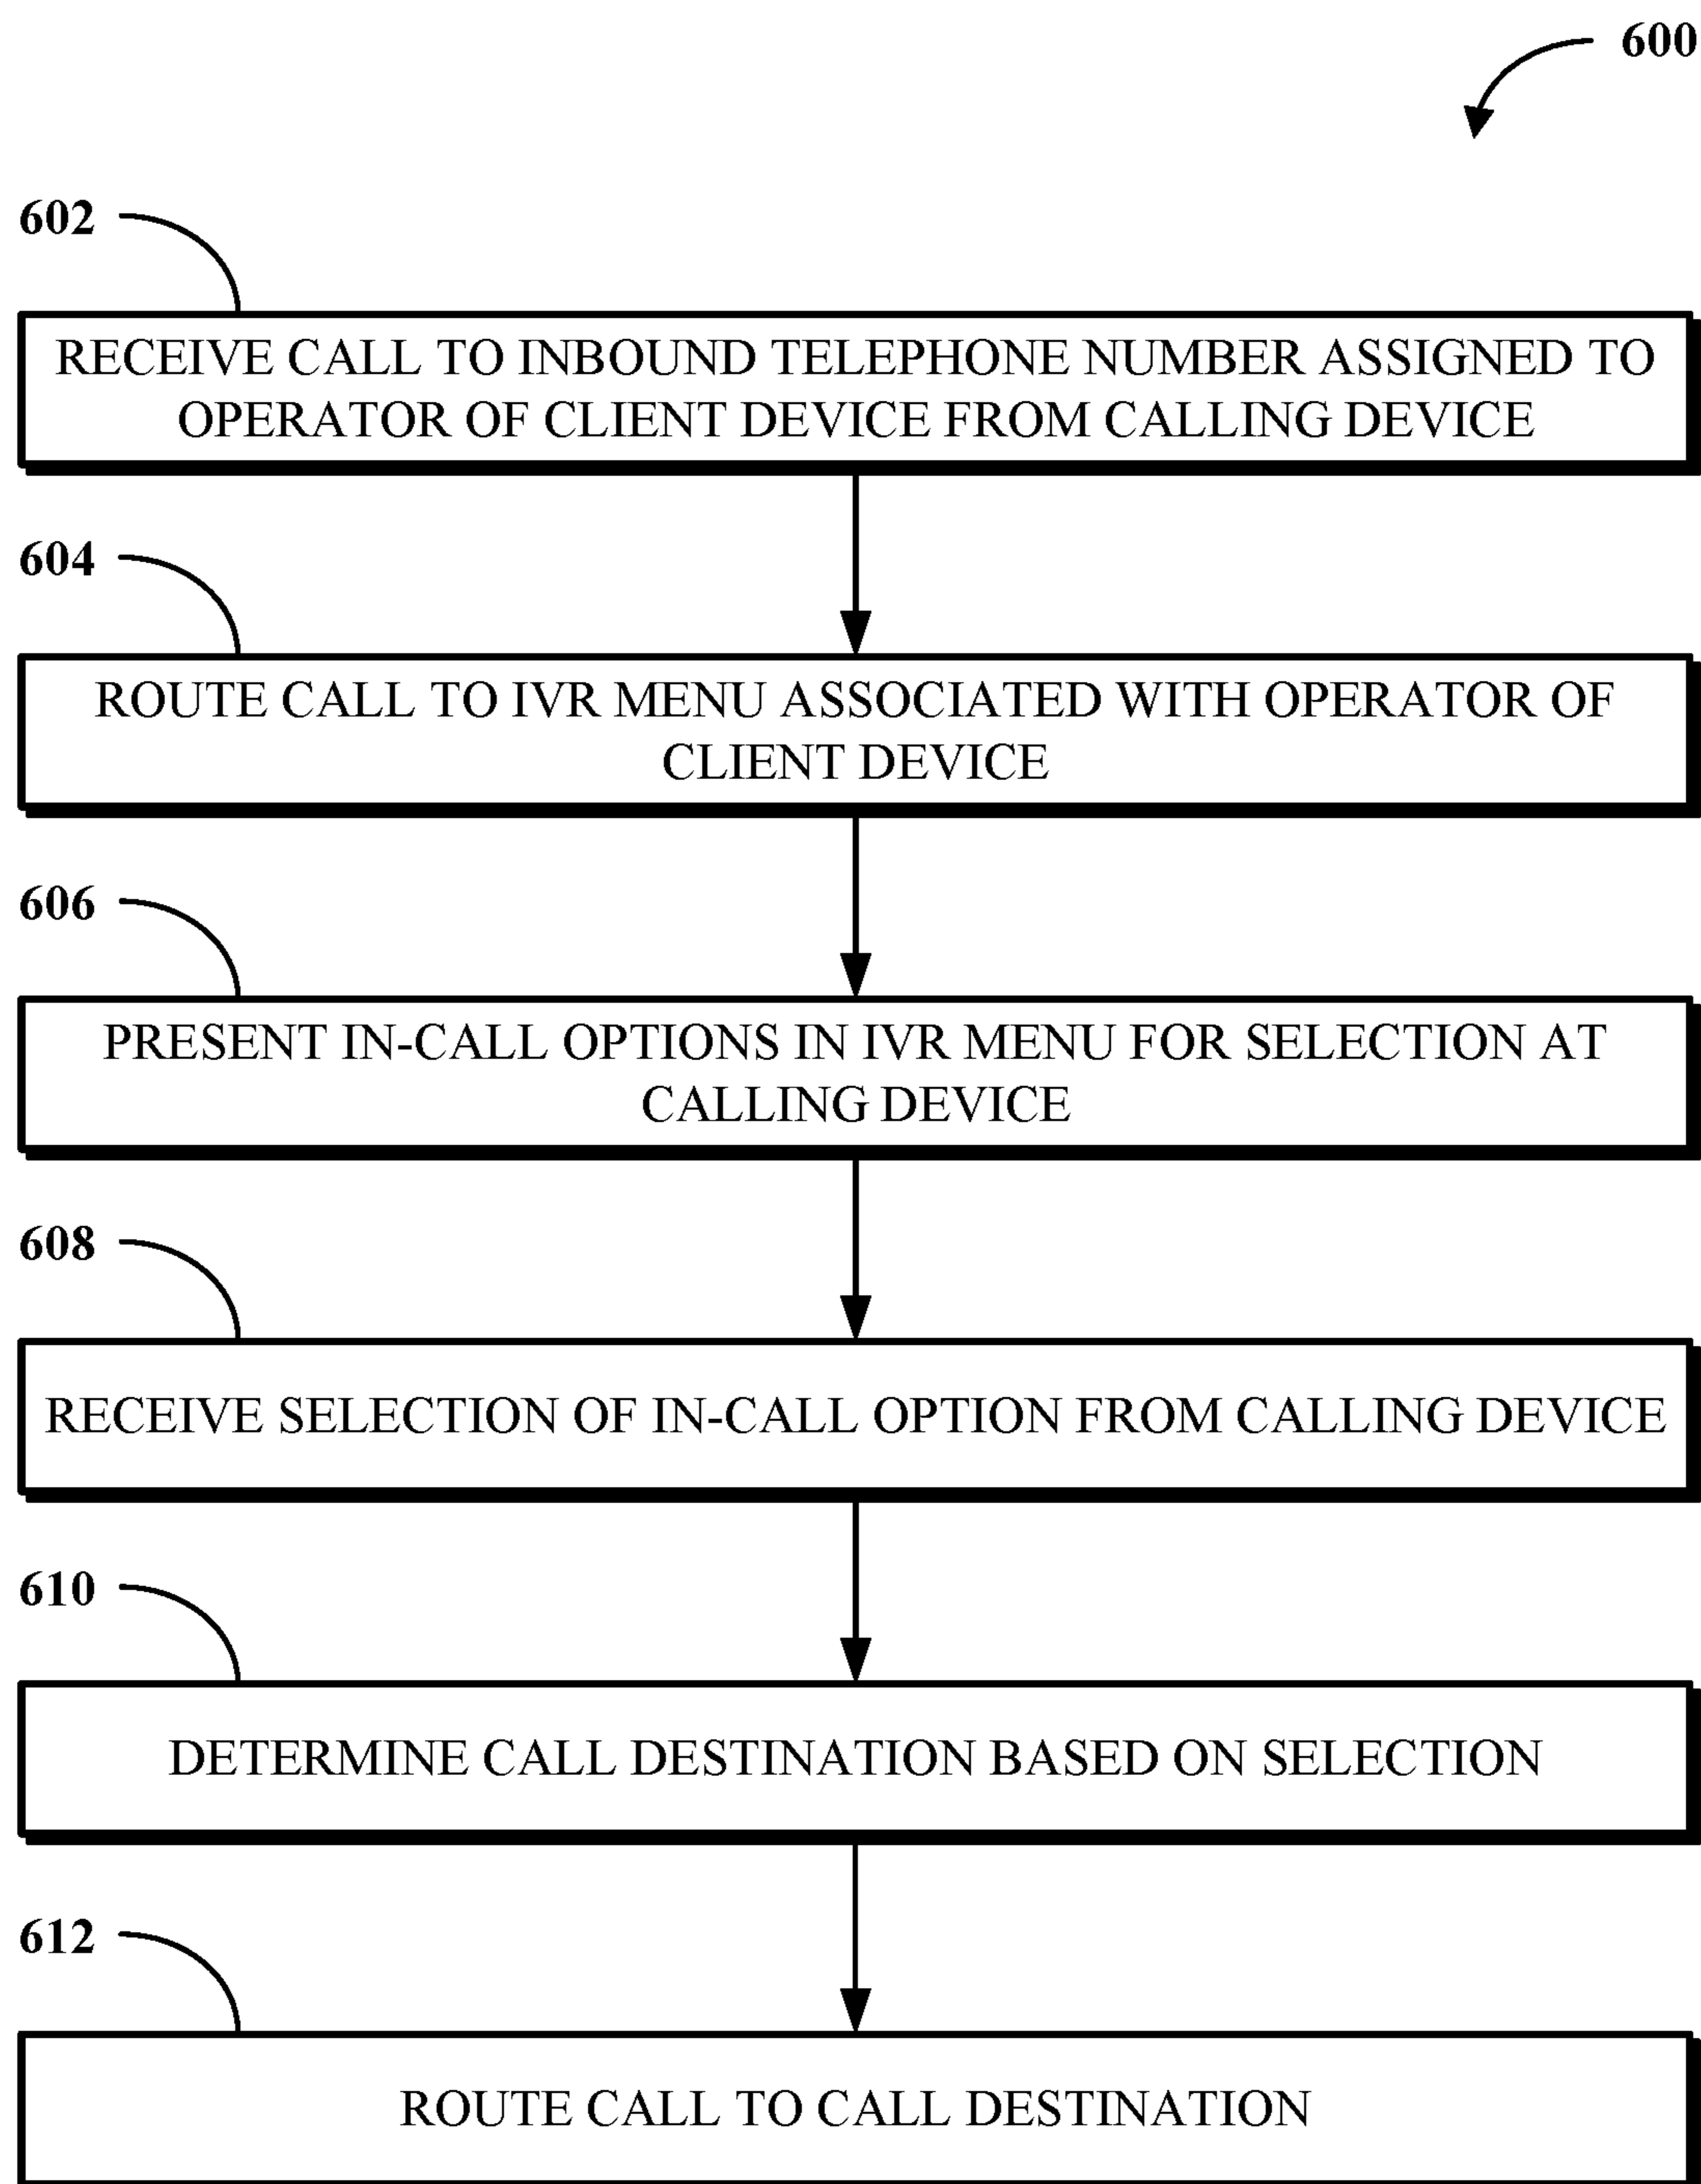 600
602
RECEIVE CALL TO INBOUND TELEPHONE NUMBER ASSIGNED TO
OPERATOR OF CLIENT DEVICE FROM CALLING DEVICE
604
ROUTE CALL TO IVR MENU ASSOCIATED WITH OPERATOR OF
CLIENT DEVICE
606
PRESENT IN-CALL OPTIONS IN IVR MENU FOR SELECTION AT
CALLING DEVICE
608
RECEIVE SELECTION OF IN-CALL OPTION FROM CALLING DEVICE
610
DETERMINE CALL DESTINATION BASED ON SELECTION
612
ROUTE CALL TO CALL DESTINATION